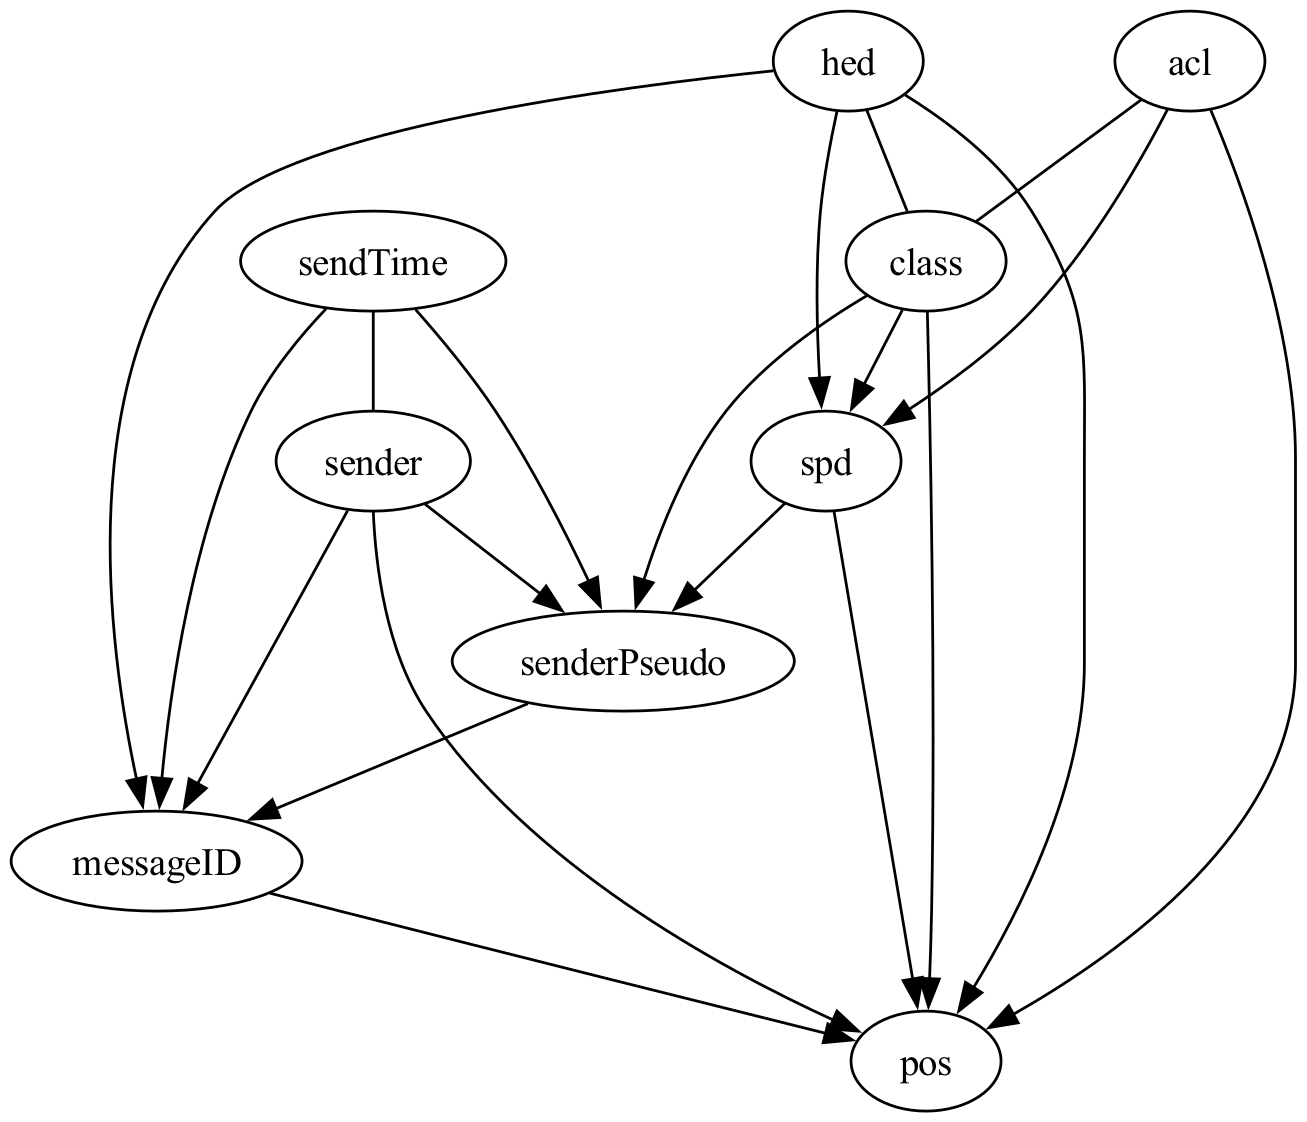 hed
acl
sendTime
class
sender
spd
senderPseudo
messageID
pos